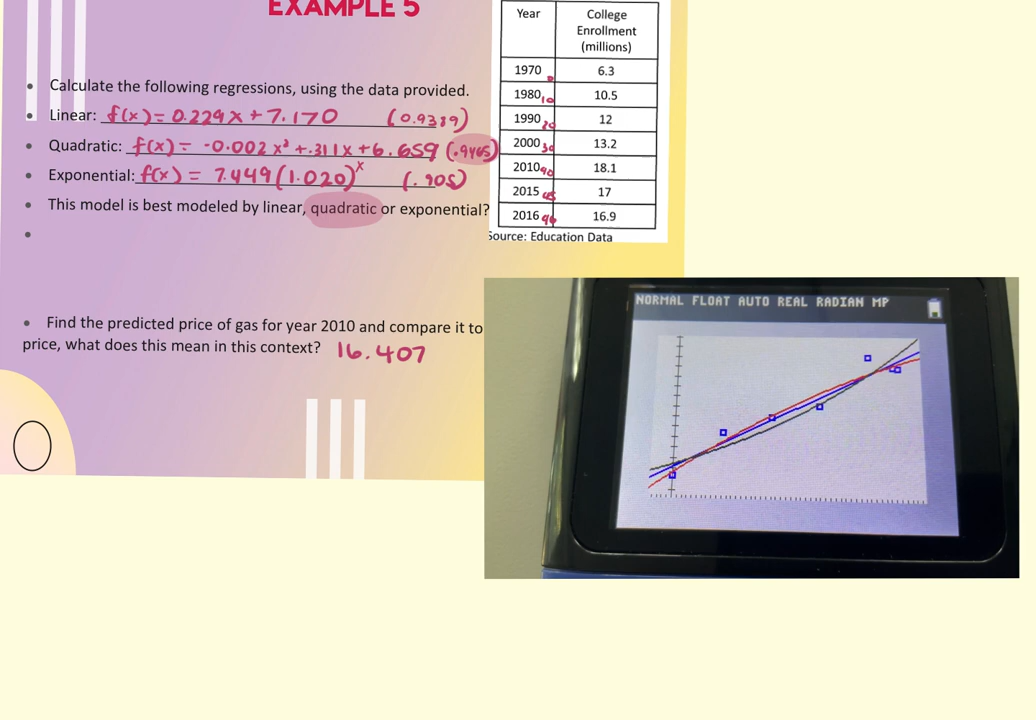 EXAMPLE 5
• Calculate the following regressions, using the data provided.
• Linear: f(x) = 0.229x + 7.170 (0.9389)
• Quadratic: f(x) = -0.002x² + .311x + 6.659 (.9465)
• Exponential: f(x) = 7.449(1.020)^x (.905)
• This model is best modeled by linear, quadratic or exponential?
•
• Find the predicted price of gas for year 2010 and compare it to
price, what does this mean in this context? 16.407
Year College
Enrollment
(millions)
1970 0 6.3
1980 10 10.5
1990 20 12
2000 30 13.2
2010 40 18.1
2015 45 17
2016 46 16.9
Source: Education Data
NORMAL FLOAT AUTO REAL RADIAN MP